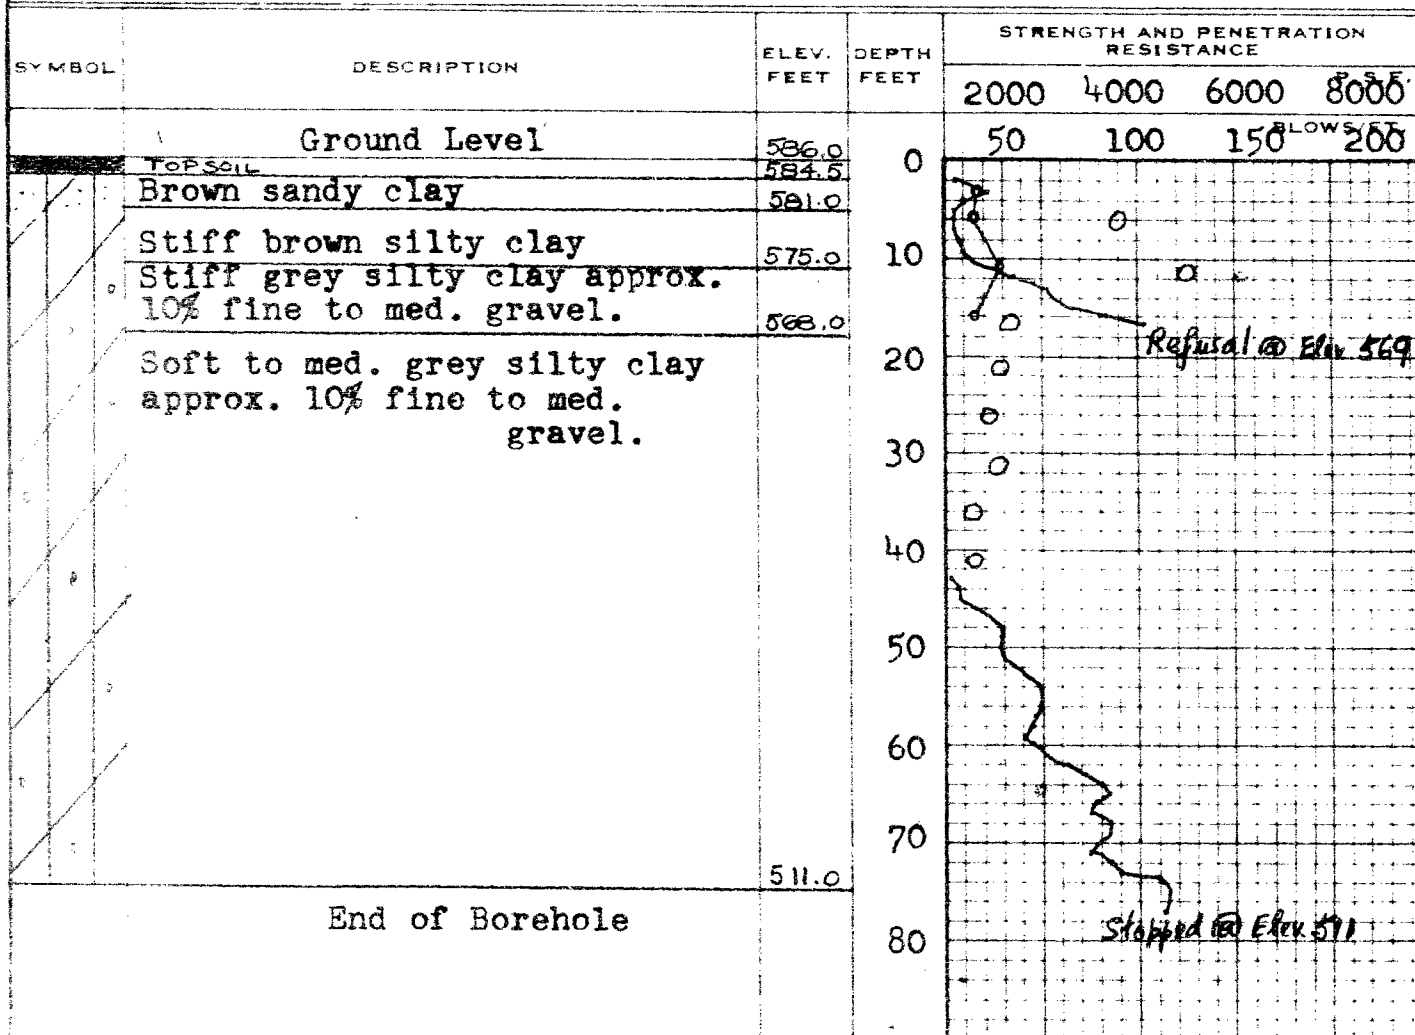 SYMBOL
DESCRIPTION
ELEV.
FEET
DEPTH
FEET
STRENGTH AND PENETRATION
RESISTANCE
P.S.F.
2000 4000 6000 8000
BLOWS/FT.
50 100 150 200
Ground Level 586.0
TOPSOIL 584.5
Brown sandy clay 581.0
Stiff brown silty clay 575.0
Stiff grey silty clay approx.
10% fine to med. gravel. 568.0
Soft to med. grey silty clay
approx. 10% fine to med.
gravel.
511.0
End of Borehole
0
10
20
30
40
50
60
70
80
Refusal @ Elev 569
Stopped @ Elev. 511